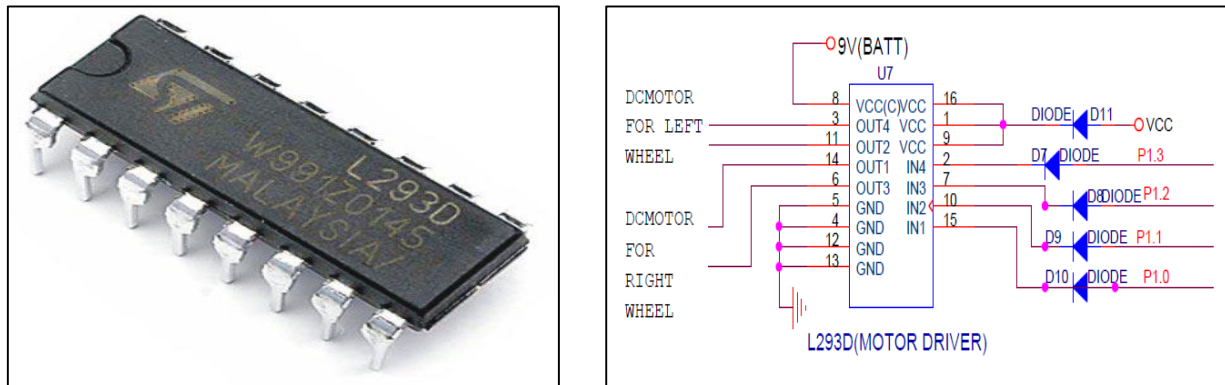 L293D
W991Z0145
MALAYSIA
9V(BATT)
U7
DCMOTOR
FOR LEFT
WHEEL
DCMOTOR
FOR
RIGHT
WHEEL
8 VCC(C)VCC 16
3 OUT4 VCC 1
11 OUT2 VCC 9
14 OUT1 IN4 2
6 OUT3 IN3 7
5 GND IN2 10
4 GND IN1 15
12 GND
13 GND
DIODE D11 VCC
D7 DIODE P1.3
D8DIODE P1.2
D9 DIODE P1.1
D10 DIODE P1.0
L293D(MOTOR DRIVER)